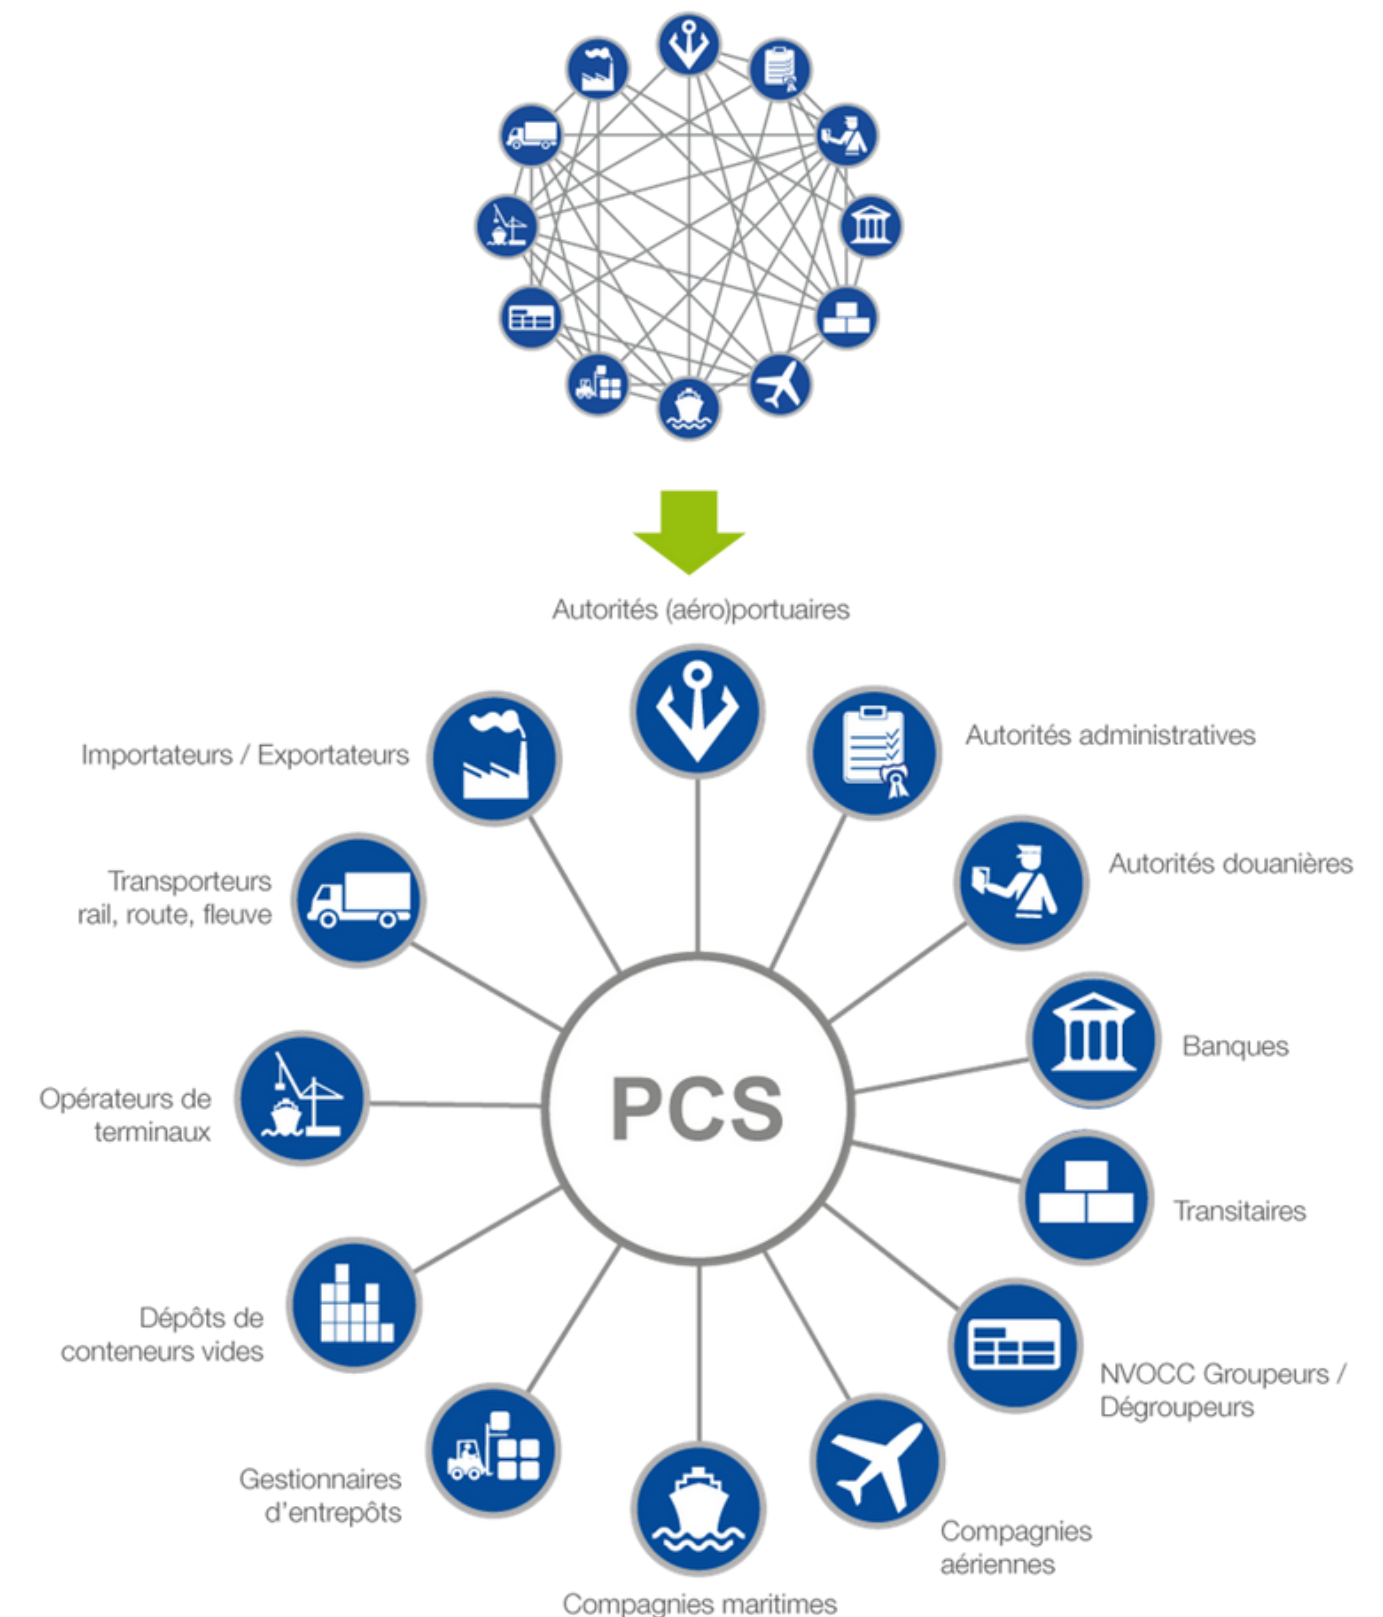 Autorités (aéro)portuaires
Autorités administratives
Importateurs / Exportateurs
Autorités douanières
Transporteurs
rail, route, fleuve
Banques
PCS
Opérateurs de
terminaux
Transitaires
Dépôts de
conteneurs vides
NVOCC Groupeurs /
Dégroupeurs
Gestionnaires
d'entrepôts
Compagnies
aériennes
Compagnies maritimes